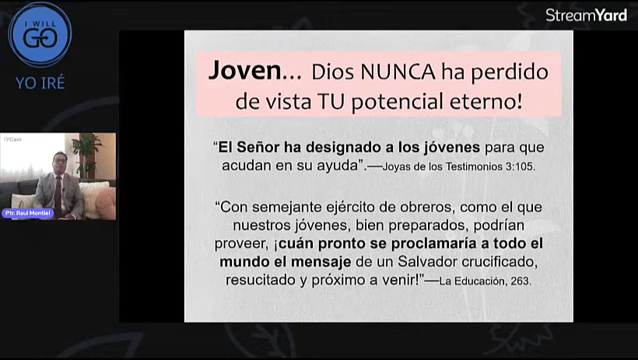 I WILL
GO
YO IRÉ
StreamYard
Joven... Dios NUNCA ha perdido
de vista TU potencial eterno!
“El Señor ha designado a los jóvenes para que
acudan en su ayuda”.—Joyas de los Testimonios 3:105.
“Con semejante ejército de obreros, como el que
nuestros jóvenes, bien preparados, podrían
proveer, ¡cuán pronto se proclamaría a todo el
mundo el mensaje de un Salvador crucificado,
resucitado y próximo a venir!”—La Educación, 263.
Ptr. Raul Montiel